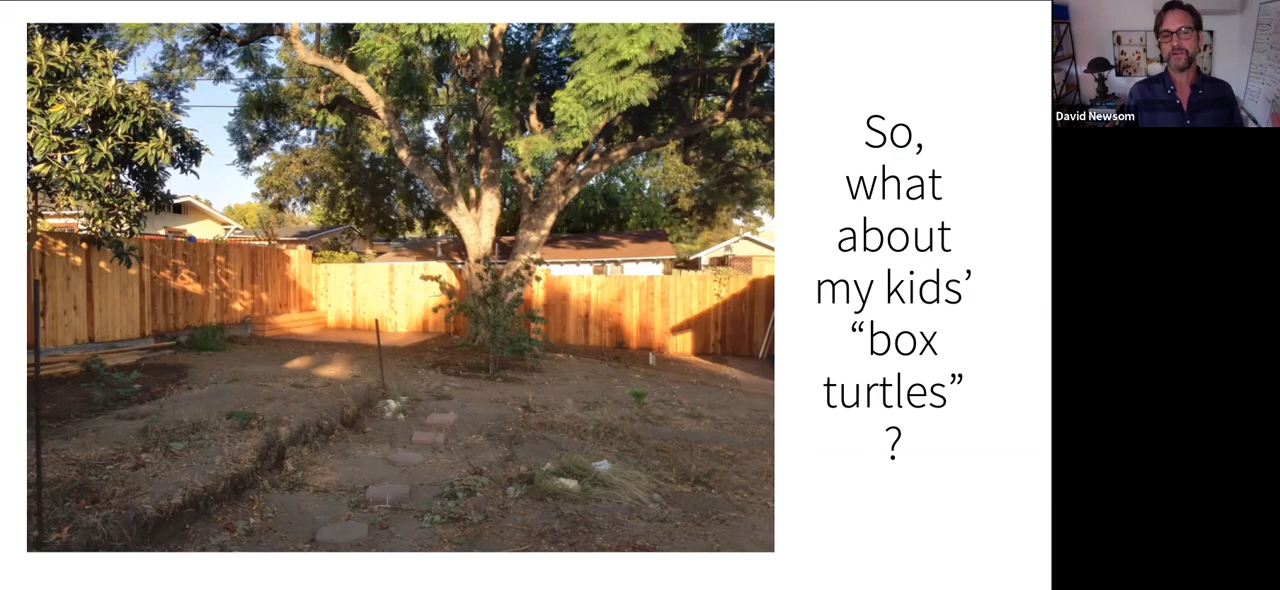 So,
what
about
my kids’
“box
turtles”
?
David Newsom